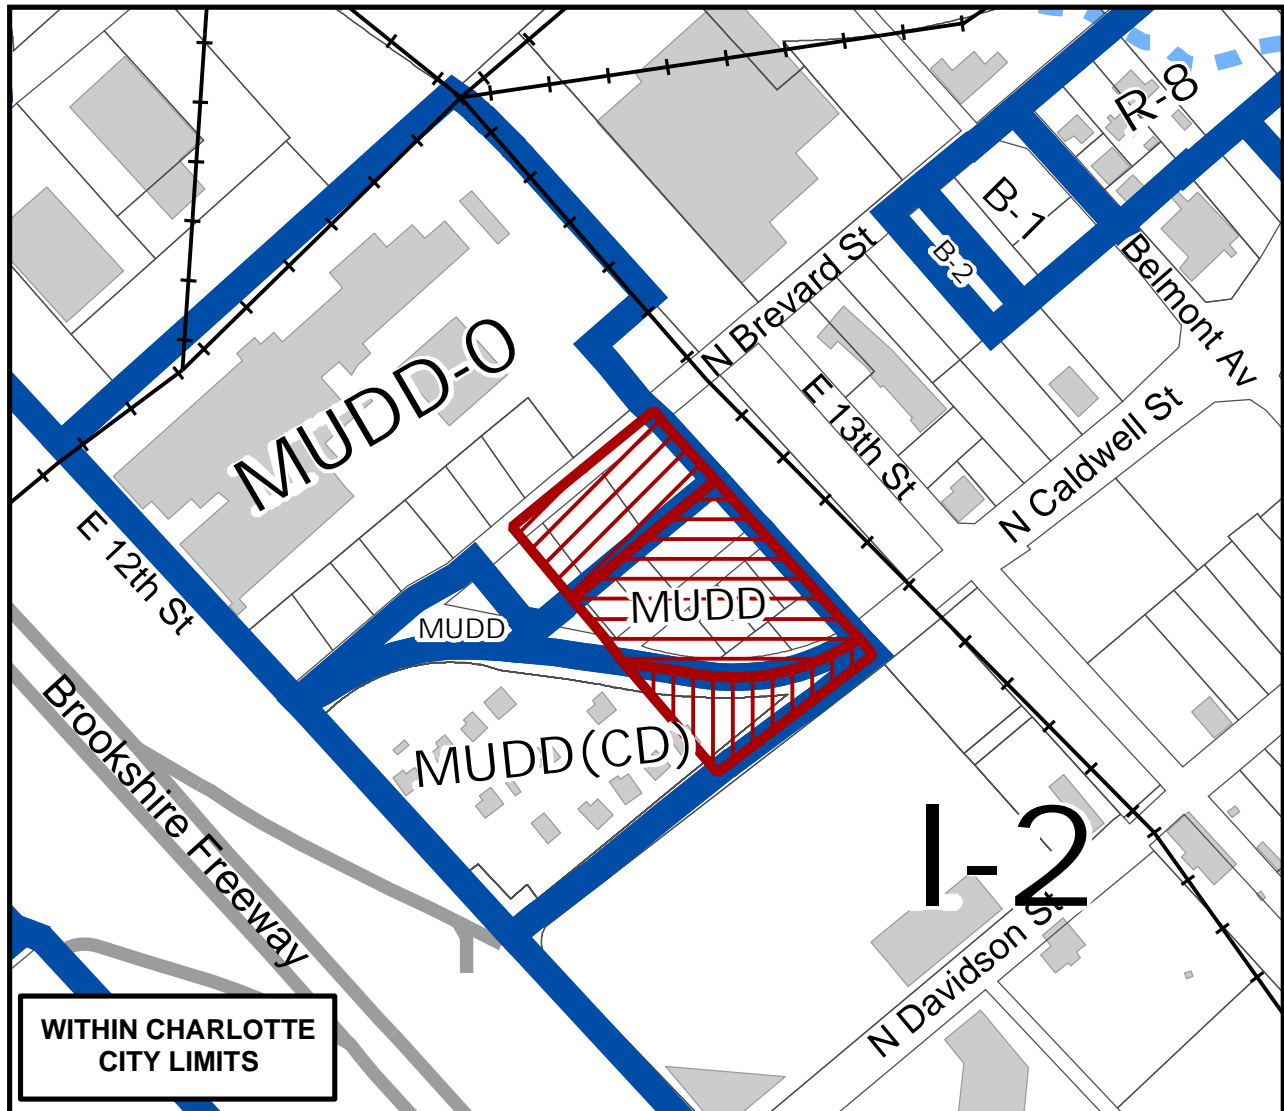 R-8
B-1
B-2
N Brevard St
Belmont Av
MUDD-O
E 13th St
N Caldwell St
E 12th St
MUDD
MUDD
MUDD(CD)
Brookshire Freeway
I-2
N Davidson St
WITHIN CHARLOTTE
CITY LIMITS